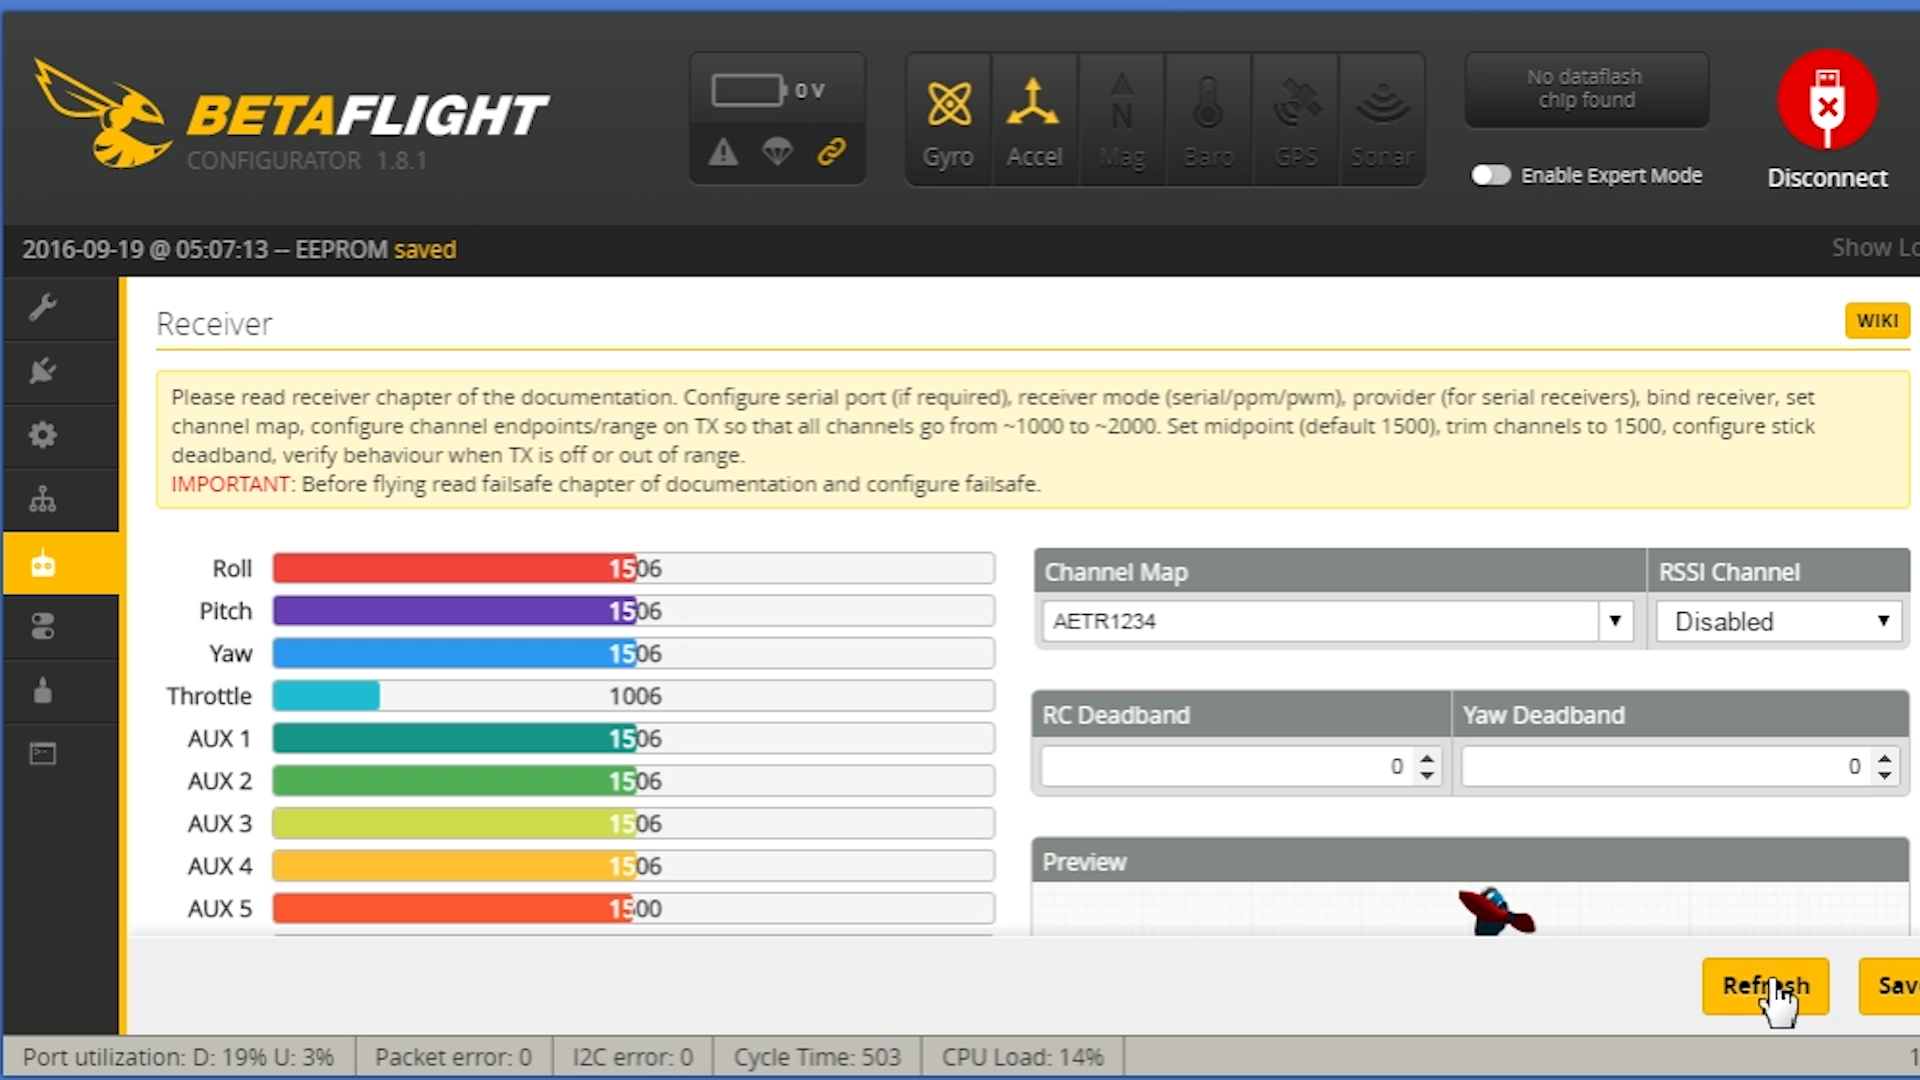 BETAFLIGHT
CONFIGURATOR 1.8.1
0 V
Gyro
Accel
Mag
Baro
GPS
Sonar
No dataflash
chip found
Enable Expert Mode
Disconnect
2016-09-19 @ 05:07:13 -- EEPROM saved
Show Lo
Receiver
WIKI
Please read receiver chapter of the documentation. Configure serial port (if required), receiver mode (serial/ppm/pwm), provider (for serial receivers), bind receiver, set
channel map, configure channel endpoints/range on TX so that all channels go from ~1000 to ~2000. Set midpoint (default 1500), trim channels to 1500, configure stick
deadband, verify behaviour when TX is off or out of range.
IMPORTANT: Before flying read failsafe chapter of documentation and configure failsafe.
Roll 1506
Pitch 1506
Yaw 1506
Throttle 1006
AUX 1 1506
AUX 2 1506
AUX 3 1506
AUX 4 1506
AUX 5 1500
Channel Map
RSSI Channel
AETR1234
Disabled
RC Deadband
Yaw Deadband
0
0
Preview
Refresh
Sav
Port utilization: D: 19% U: 3%
Packet error: 0
I2C error: 0
Cycle Time: 503
CPU Load: 14%
1